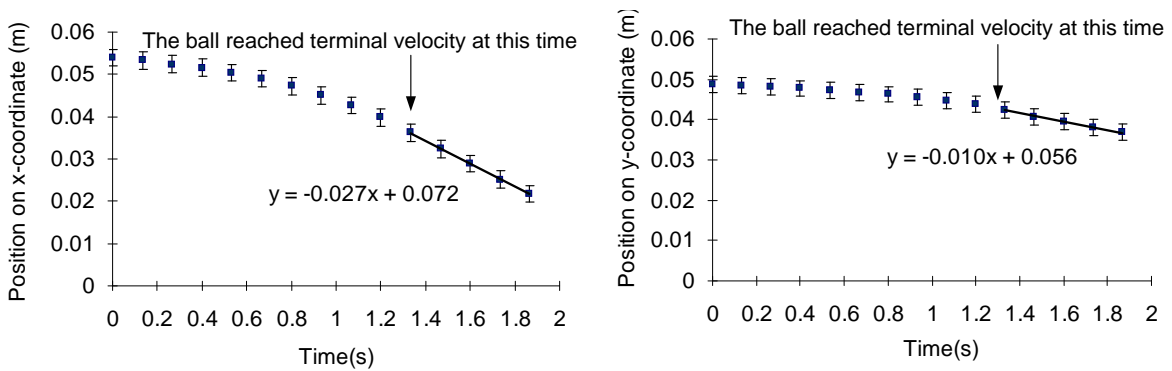 Position on x-coordinate (m)
0.06
0.05
0.04
0.03
0.02
0.01
0
The ball reached terminal velocity at this time
y = -0.027x + 0.072
0 0.2 0.4 0.6 0.8 1 1.2 1.4 1.6 1.8 2
Time(s)
Position on y-coordinate (m)
0.06
0.05
0.04
0.03
0.02
0.01
0
The ball reached terminal velocity at this time
y = -0.010x + 0.056
0 0.2 0.4 0.6 0.8 1 1.2 1.4 1.6 1.8 2
Time(s)